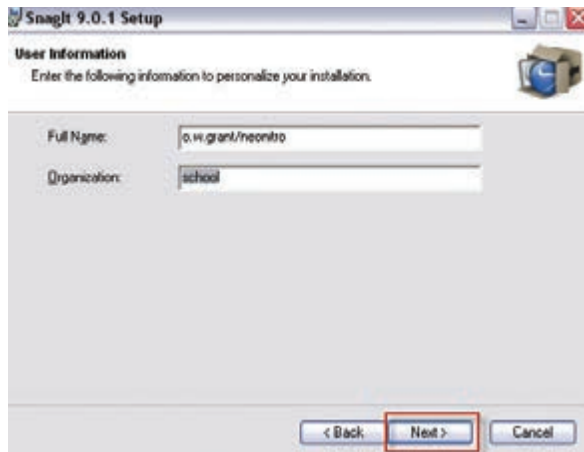 SnagIt 9.0.1 Setup
User Information
Enter the following information to personalize your installation.
Full Name: o.w.grant/neonitro
Organization: school
< Back Next > Cancel